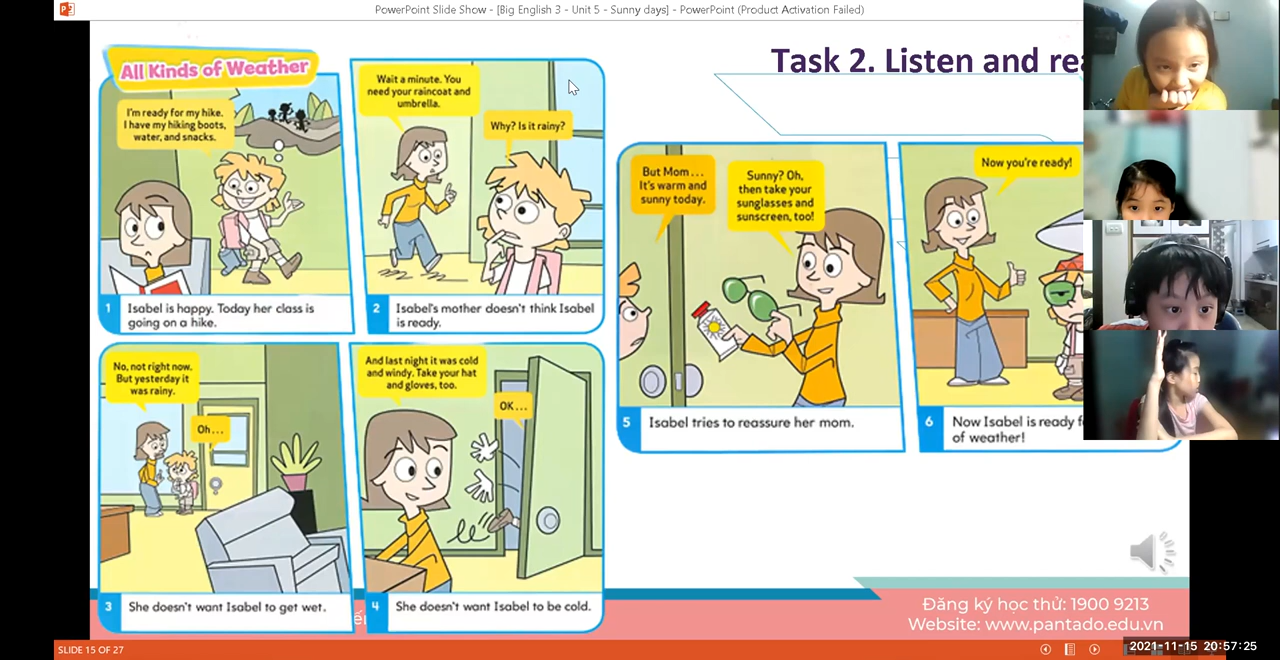 PowerPoint Slide Show - [Big English 3 - Unit 5 - Sunny days] - PowerPoint (Product Activation Failed)
Task 2. Listen and rea
All Kinds of Weather
I'm ready for my hike.
I have my hiking boots,
water, and snacks.
1 Isabel is happy. Today her class is
going on a hike.
Wait a minute. You
need your raincoat and
umbrella.
Why? Is it rainy?
2 Isabel's mother doesn't think Isabel
is ready.
No, not right now.
But yesterday it
was rainy.
Oh...
3 She doesn't want Isabel to get wet.
And last night it was cold
and windy. Take your hat
and gloves, too.
OK...
4 She doesn't want Isabel to be cold.
But Mom...
It's warm and
sunny today.
Sunny? Oh,
then take your
sunglasses and
sunscreen, too!
5 Isabel tries to reassure her mom.
Now you're ready!
6 Now Isabel is ready f
of weather!
Đăng ký học thử: 1900 9213
Website: www.pantado.edu.vn
SLIDE 15 OF 27
2021-11-15 20:57:25